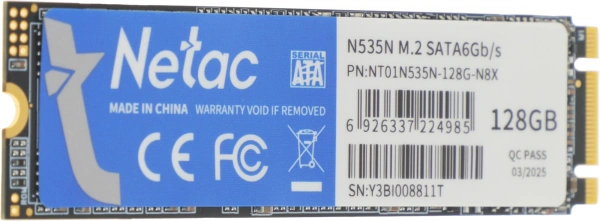 Netac
SERIAL
ATA
MADE IN CHINA WARRANTY VOID IF REMOVED
CE FC
N535N M.2 SATA6Gb/s
PN:NT01N535N-128G-N8X
6 926337 224985
128GB
QC PASS
03/2025
SN:Y3BI008811T